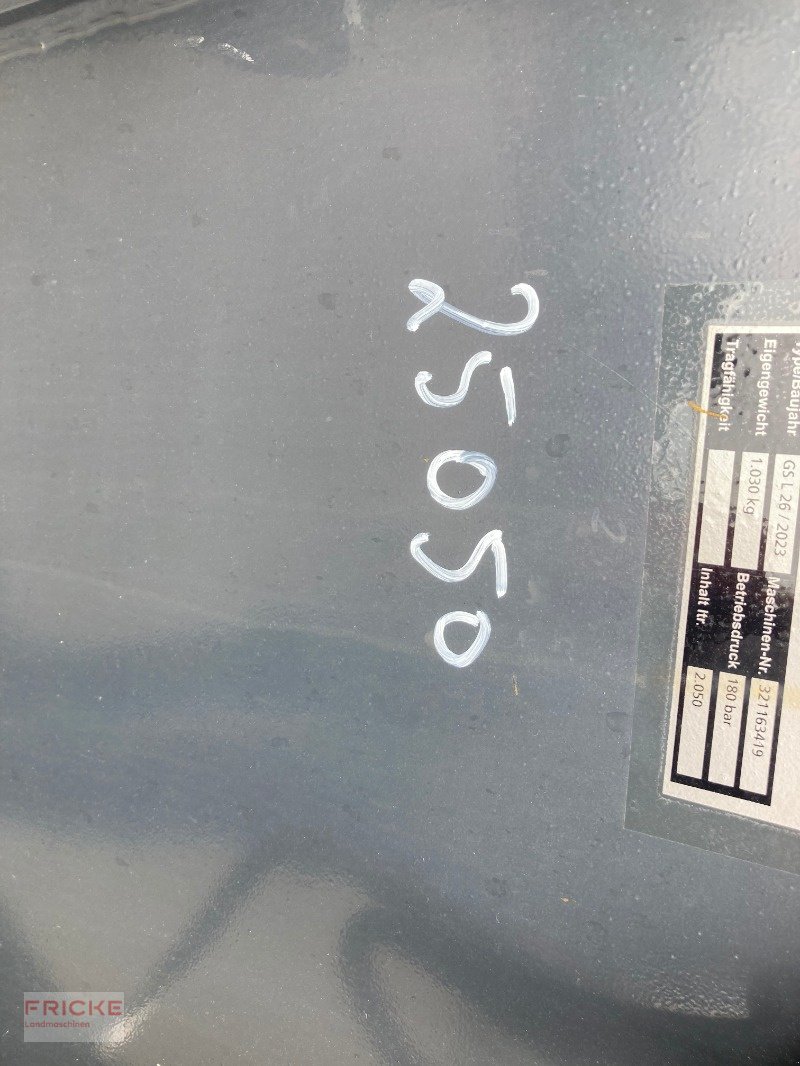 25050
Type/Baujahr GS L 26 / 2023 Maschinen-Nr. 321163419
Eigengewicht 1.030 kg Betriebsdruck 180 bar
Tragfähigkeit Inhalt ltr. 2.050
FRICKE
Landmaschinen